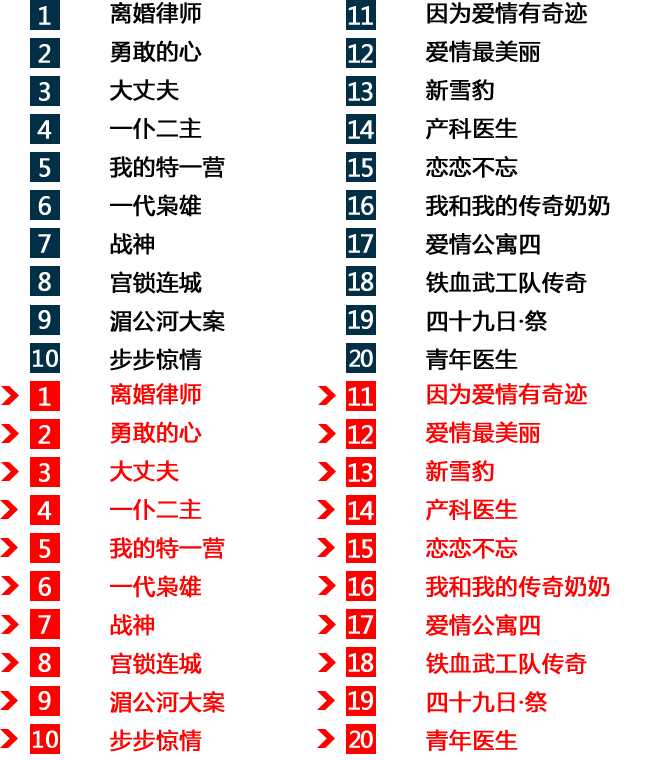 1 离婚律师
2 勇敢的心
3 大丈夫
4 一仆二主
5 我的特一营
6 一代枭雄
7 战神
8 宫锁连城
9 湄公河大案
10 步步惊情
11 因为爱情有奇迹
12 爱情最美丽
13 新雪豹
14 产科医生
15 恋恋不忘
16 我和我的传奇奶奶
17 爱情公寓四
18 铁血武工队传奇
19 四十九日·祭
20 青年医生
1 离婚律师
2 勇敢的心
3 大丈夫
4 一仆二主
5 我的特一营
6 一代枭雄
7 战神
8 宫锁连城
9 湄公河大案
10 步步惊情
11 因为爱情有奇迹
12 爱情最美丽
13 新雪豹
14 产科医生
15 恋恋不忘
16 我和我的传奇奶奶
17 爱情公寓四
18 铁血武工队传奇
19 四十九日·祭
20 青年医生